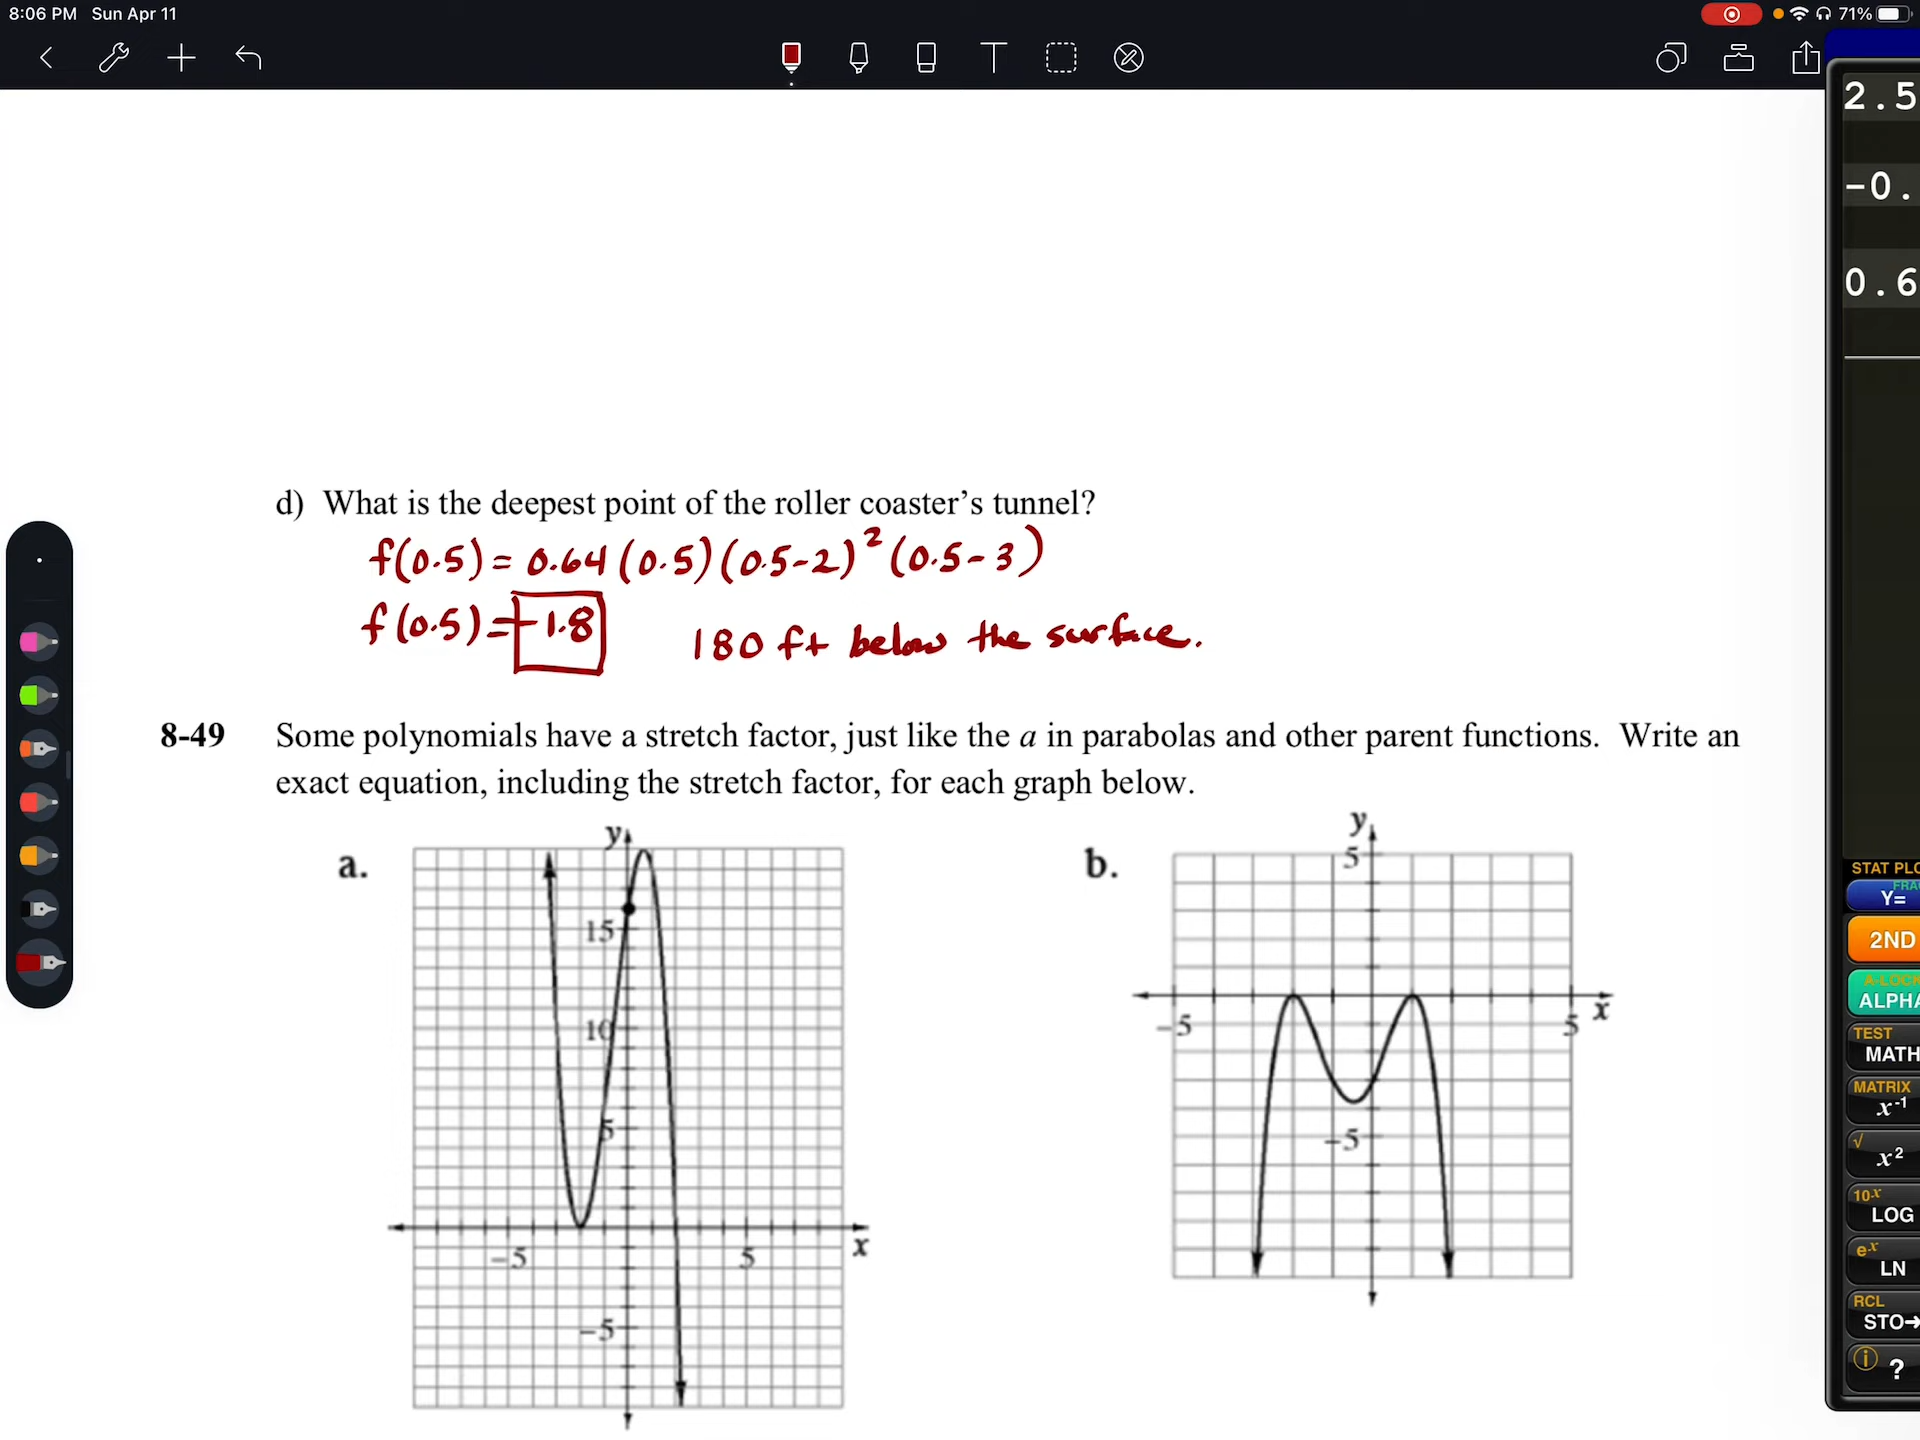 8:06 PM Sun Apr 11
71%
2.5
-0.
0.6
d) What is the deepest point of the roller coaster's tunnel?
f(0.5) = 0.64 (0.5) (0.5-2)² (0.5-3)
f(0.5) = -1.8 180 ft below the surface.
8-49 Some polynomials have a stretch factor, just like the a in parabolas and other parent functions. Write an
exact equation, including the stretch factor, for each graph below.
a.
y
15
10
5
-5
5
x
-5
b.
y
5
-5
5
x
-5
STAT PLO
FRA
Y=
2ND
A-LOCK
ALPHA
TEST
MATH
MATRIX
x⁻¹
√
x²
10ˣ
LOG
eˣ
LN
RCL
STO➔
i
?